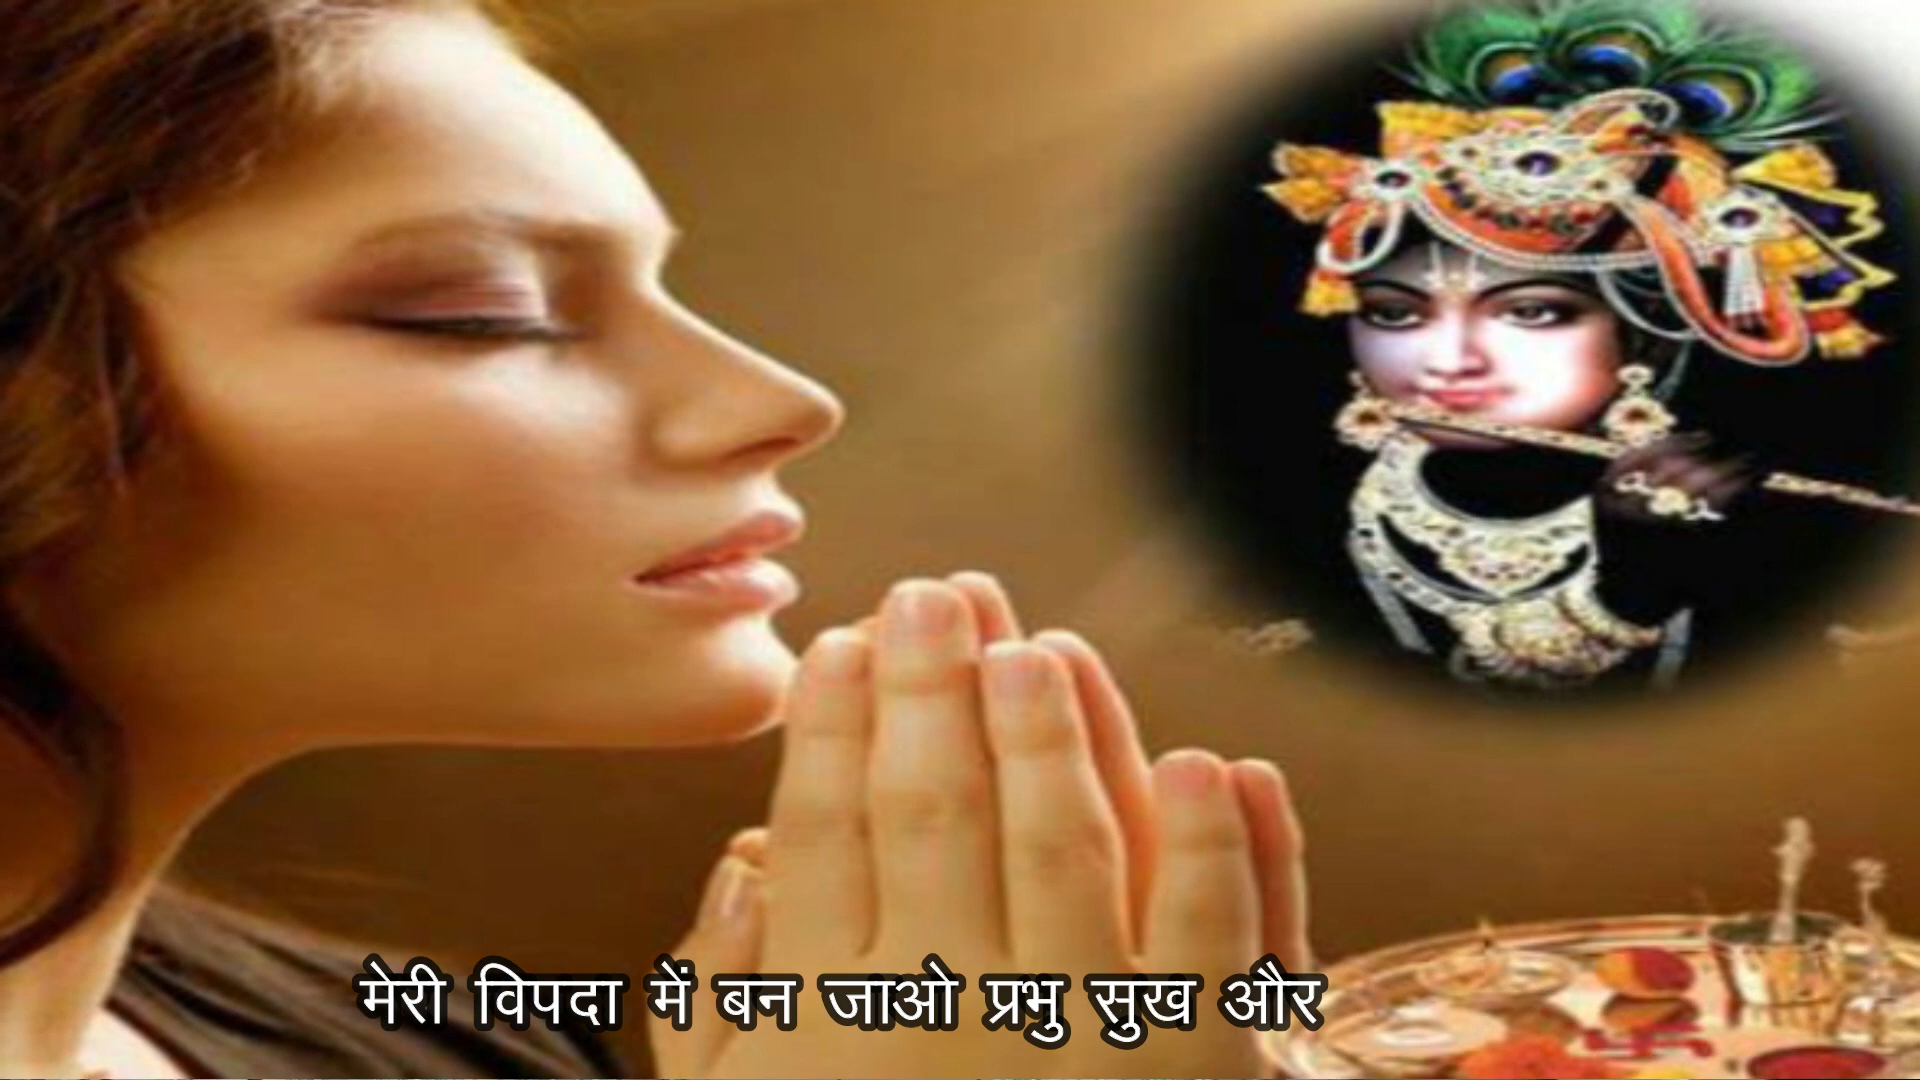 मेरी विपदा में बन जाओ प्रभु सुख और